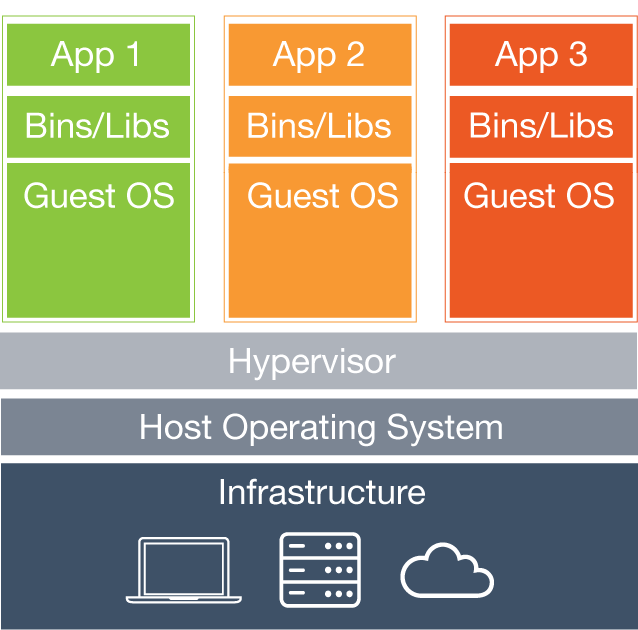 App 1
App 2
App 3
Bins/Libs
Bins/Libs
Bins/Libs
Guest OS
Guest OS
Guest OS
Hypervisor
Host Operating System
Infrastructure